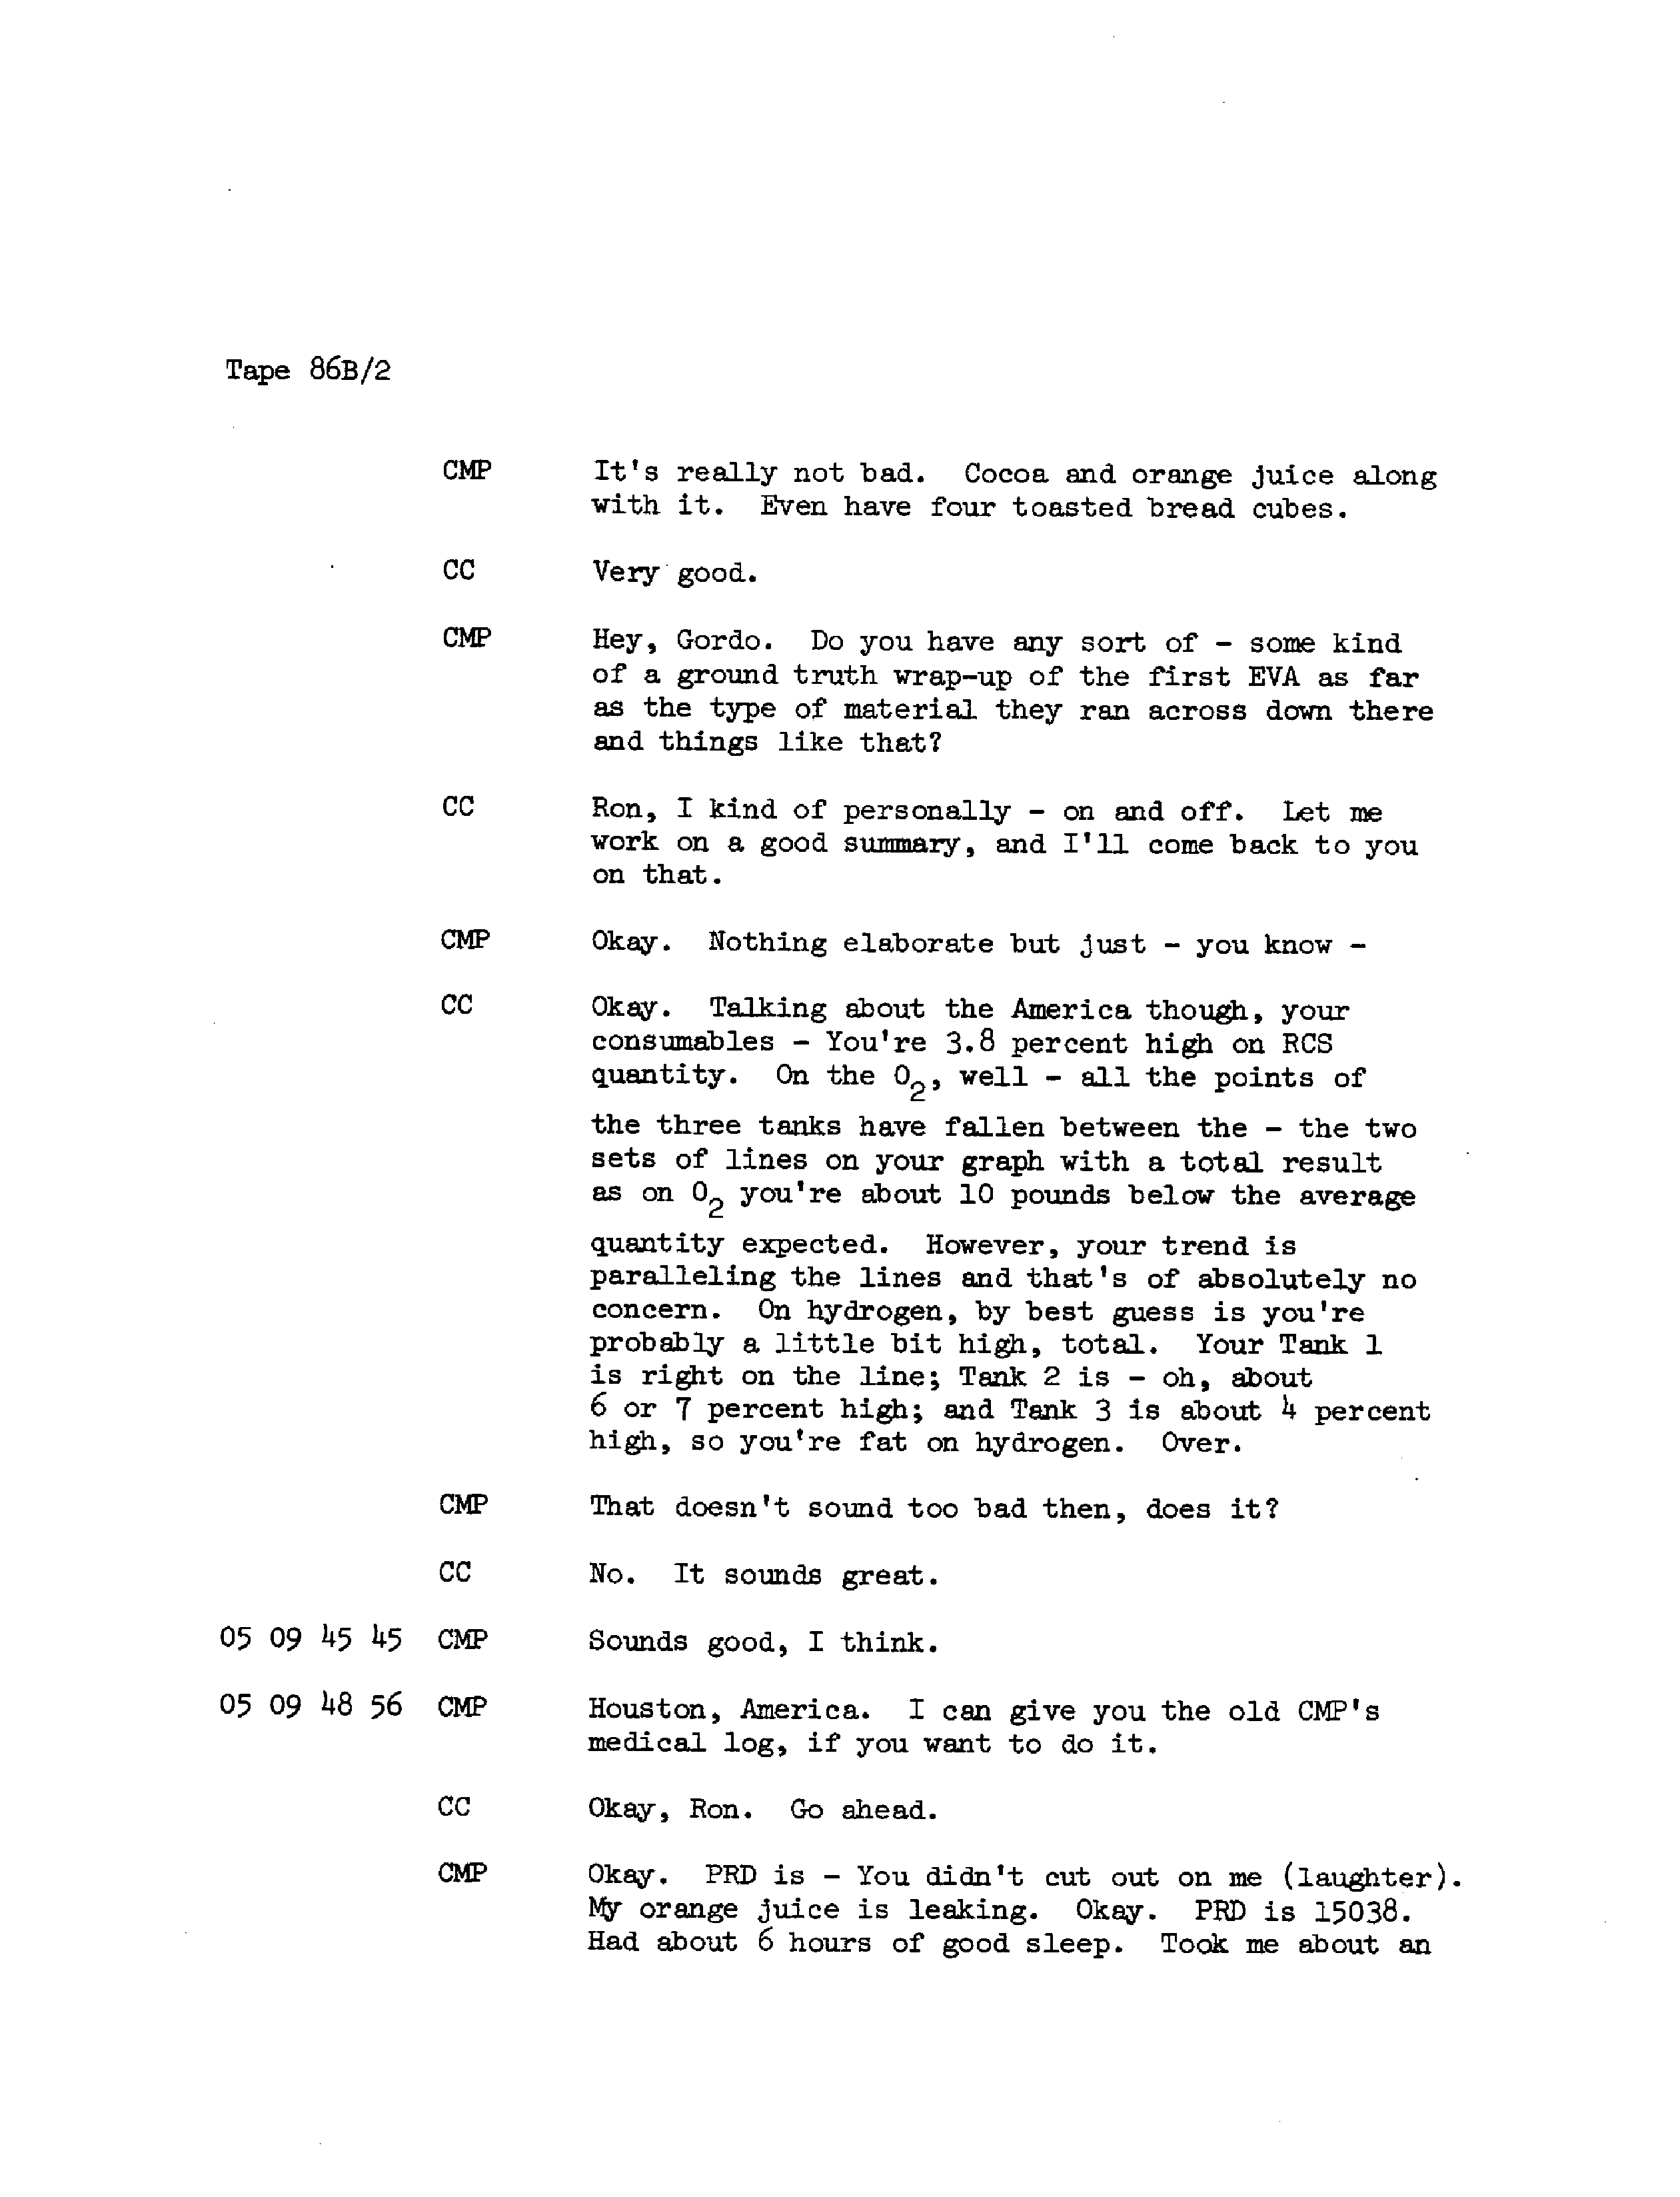 Tape 86B/2
CMP It's really not bad. Cocoa and orange juice along
with it. Even have four toasted bread cubes.
CC Very good.
CMP Hey, Gordo. Do you have any sort of - some kind
of a ground truth wrap-up of the first EVA as far
as the type of material they ran across down there
and things like that?
CC Ron, I kind of personally - on and off. Let me
work on a good summary, and I'll come back to you
on that.
CMP Okay. Nothing elaborate but just - you know -
CC Okay. Talking about the America though, your
consumables - You're 3.8 percent high on RCS
quantity. On the O2, well - all the points of
the three tanks have fallen between the - the two
sets of lines on your graph with a total result
as on O2 you're about 10 pounds below the average
quantity expected. However, your trend is
paralleling the lines and that's of absolutely no
concern. On hydrogen, by best guess is you're
probably a little bit high, total. Your Tank 1
is right on the line; Tank 2 is - oh, about
6 or 7 percent high; and Tank 3 is about 4 percent
high, so you're fat on hydrogen. Over.
CMP That doesn't sound too bad then, does it?
CC No. It sounds great.
05 09 45 45 CMP Sounds good, I think.
05 09 48 56 CMP Houston, America. I can give you the old CMP's
medical log, if you want to do it.
CC Okay, Ron. Go ahead.
CMP Okay. PRD is - You didn't cut out on me (laughter).
My orange juice is leaking. Okay. PRD is 15038.
Had about 6 hours of good sleep. Took me about an